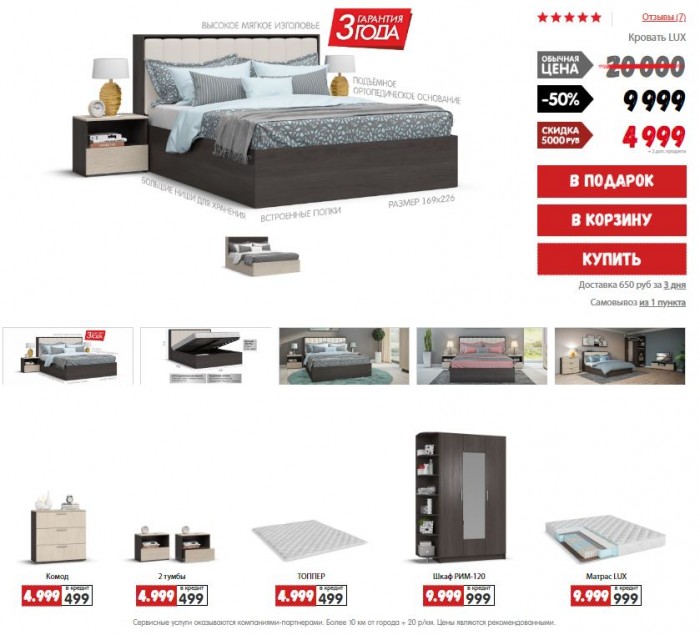 ВЫСОКОЕ МЯГКОЕ ИЗГОЛОВЬЕ
3 ГАРАНТИЯ
ГОДА
ПОДЪЁМНОЕ
ОРТОПЕДИЧЕСКОЕ ОСНОВАНИЕ
БОЛЬШИЕ НИШИ ДЛЯ ХРАНЕНИЯ
ВСТРОЕННЫЕ ПОЛКИ
РАЗМЕР 169x226
Отзывы (7)
Кровать LUX
ОБЫЧНАЯ
ЦЕНА
20 000
-50%
9 999
СКИДКА
5000 РУБ
4 999
В ПОДАРОК
В КОРЗИНУ
КУПИТЬ
Доставка 650 руб за 3 дня
Самовывоз из 1 пункта
Комод
4.999 в кредит 499
2 тумбы
4.999 в кредит 499
ТОППЕР
4.999 в кредит 499
Шкаф РИМ-120
9.999 в кредит 999
Матрас LUX
9.999 в кредит 999
Сервисные услуги оказываются компаниями-партнерами. Более 10 км от города + 20 р/км. Цены являются рекомендованными.